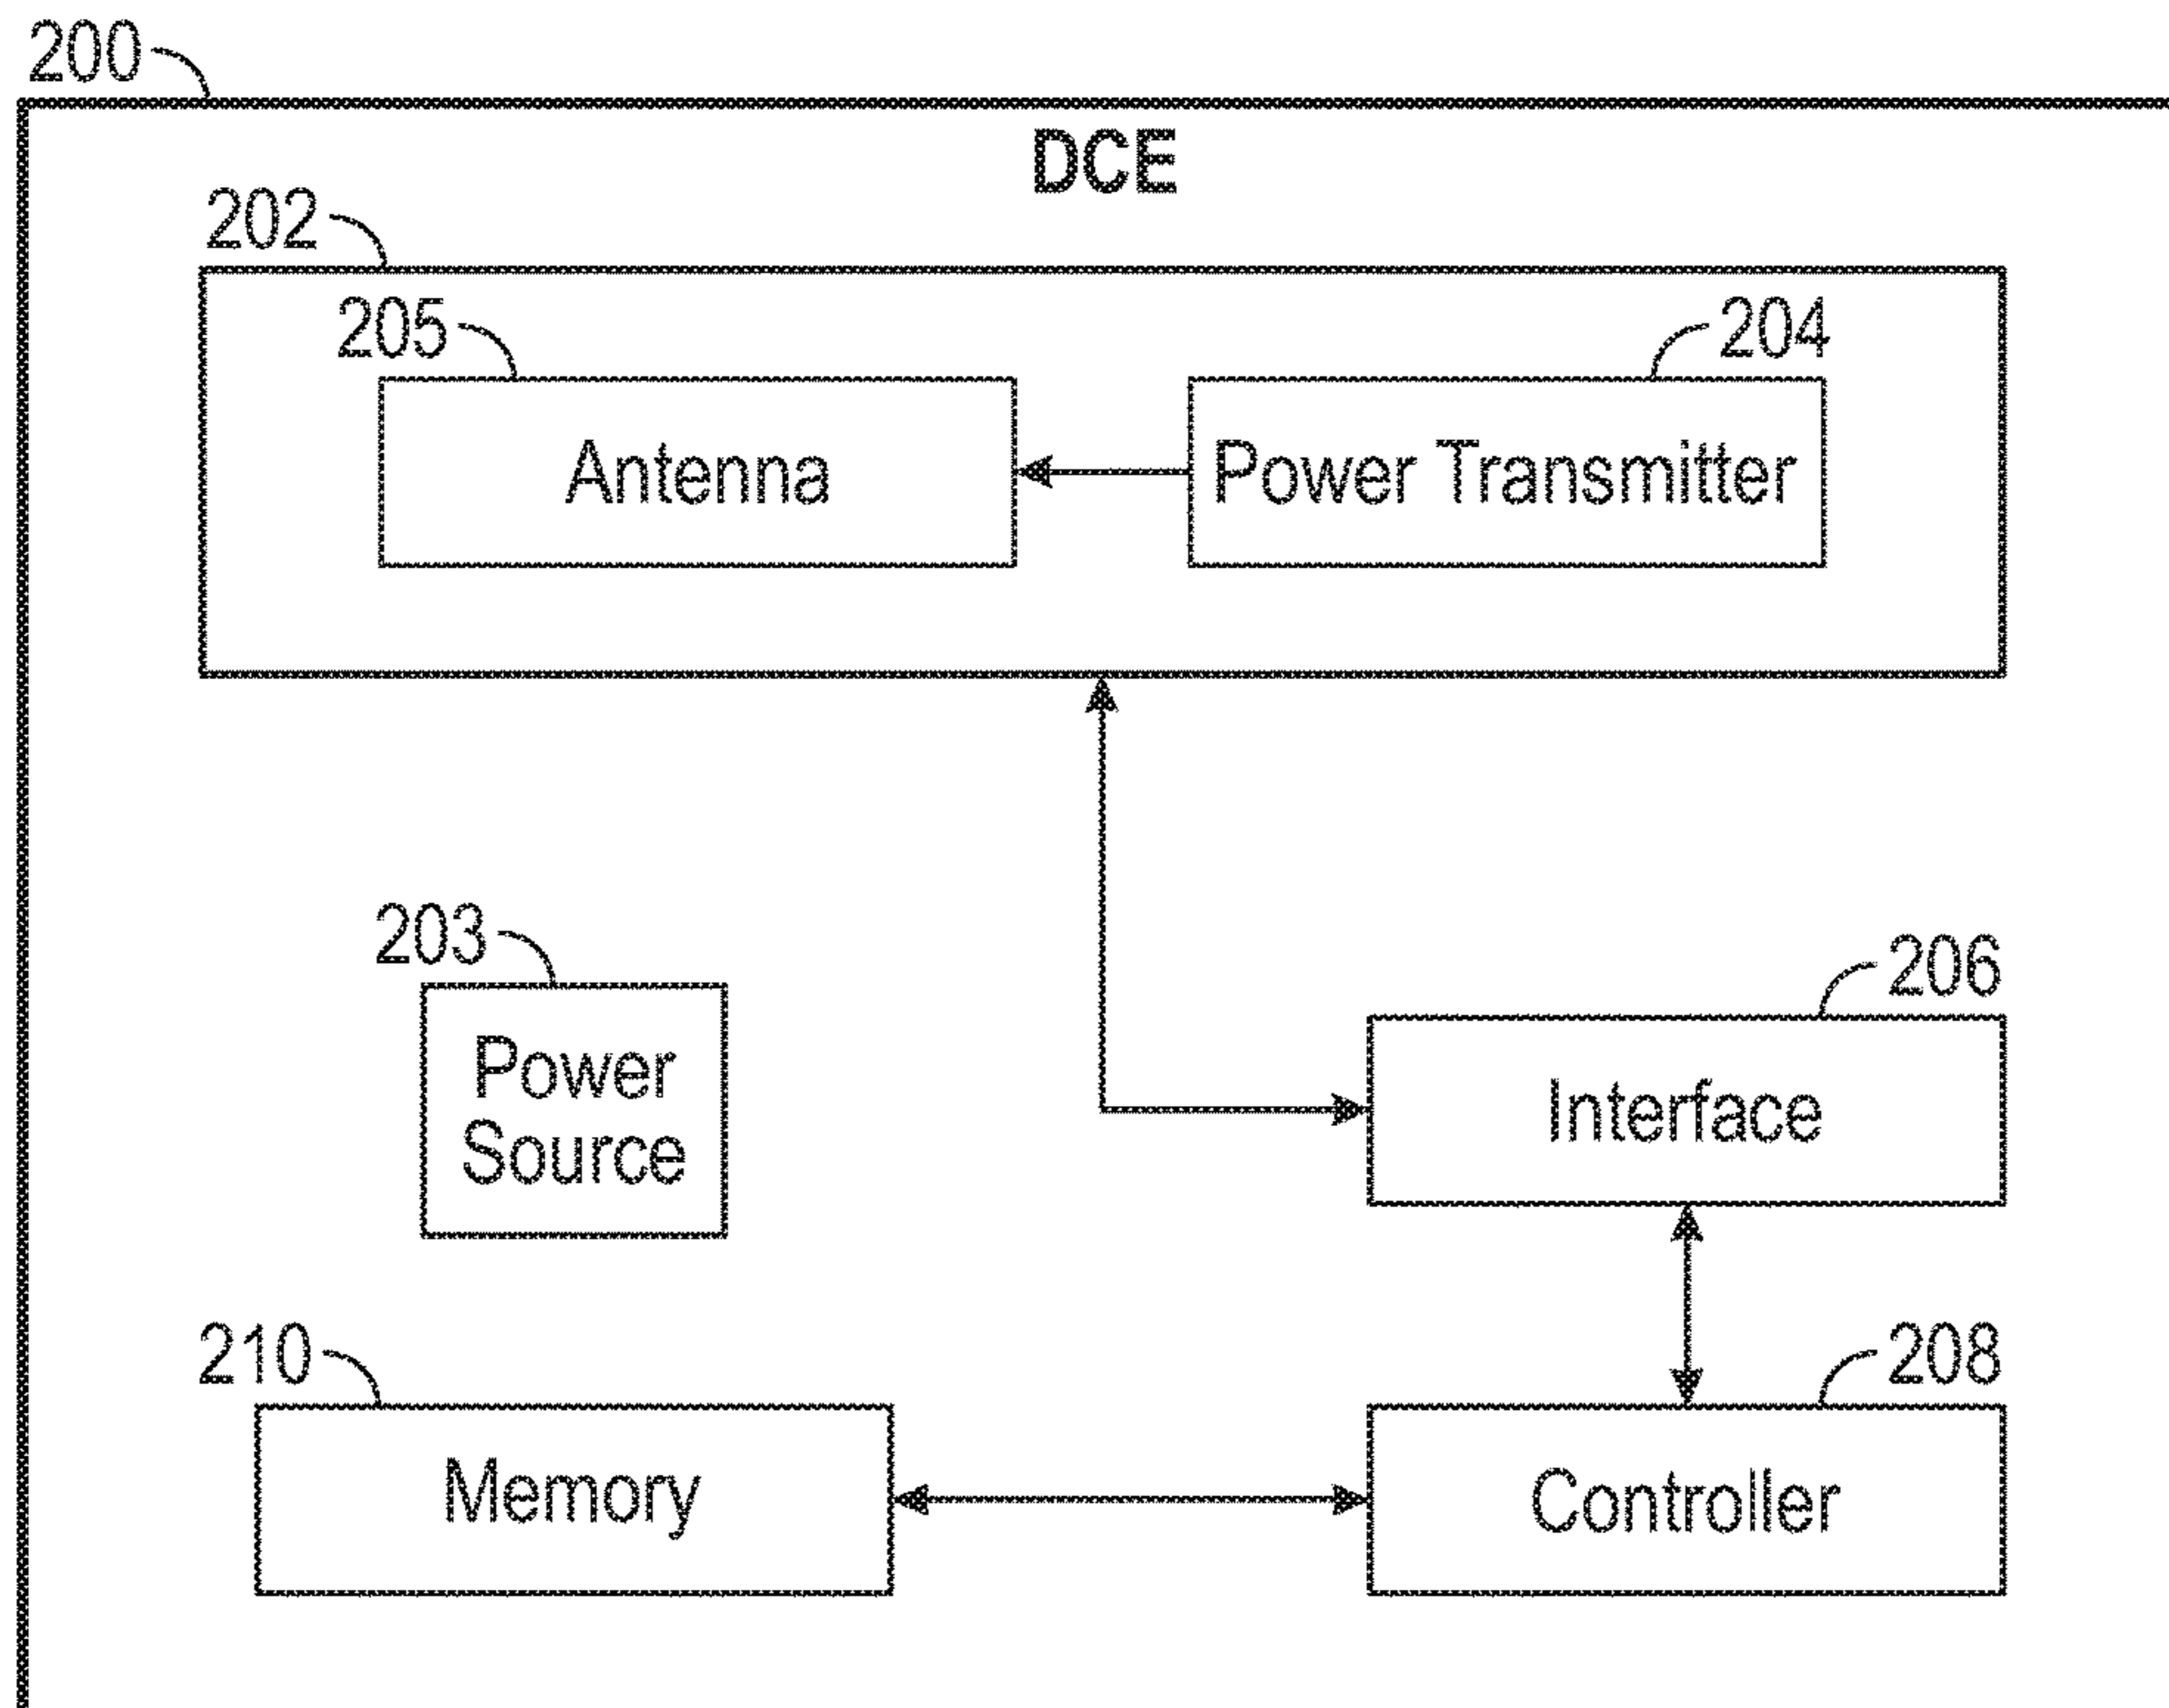 200
DCE
202
205
204
Antenna
Power Transmitter
203
206
Power
Source
Interface
210
208
Memory
Controller